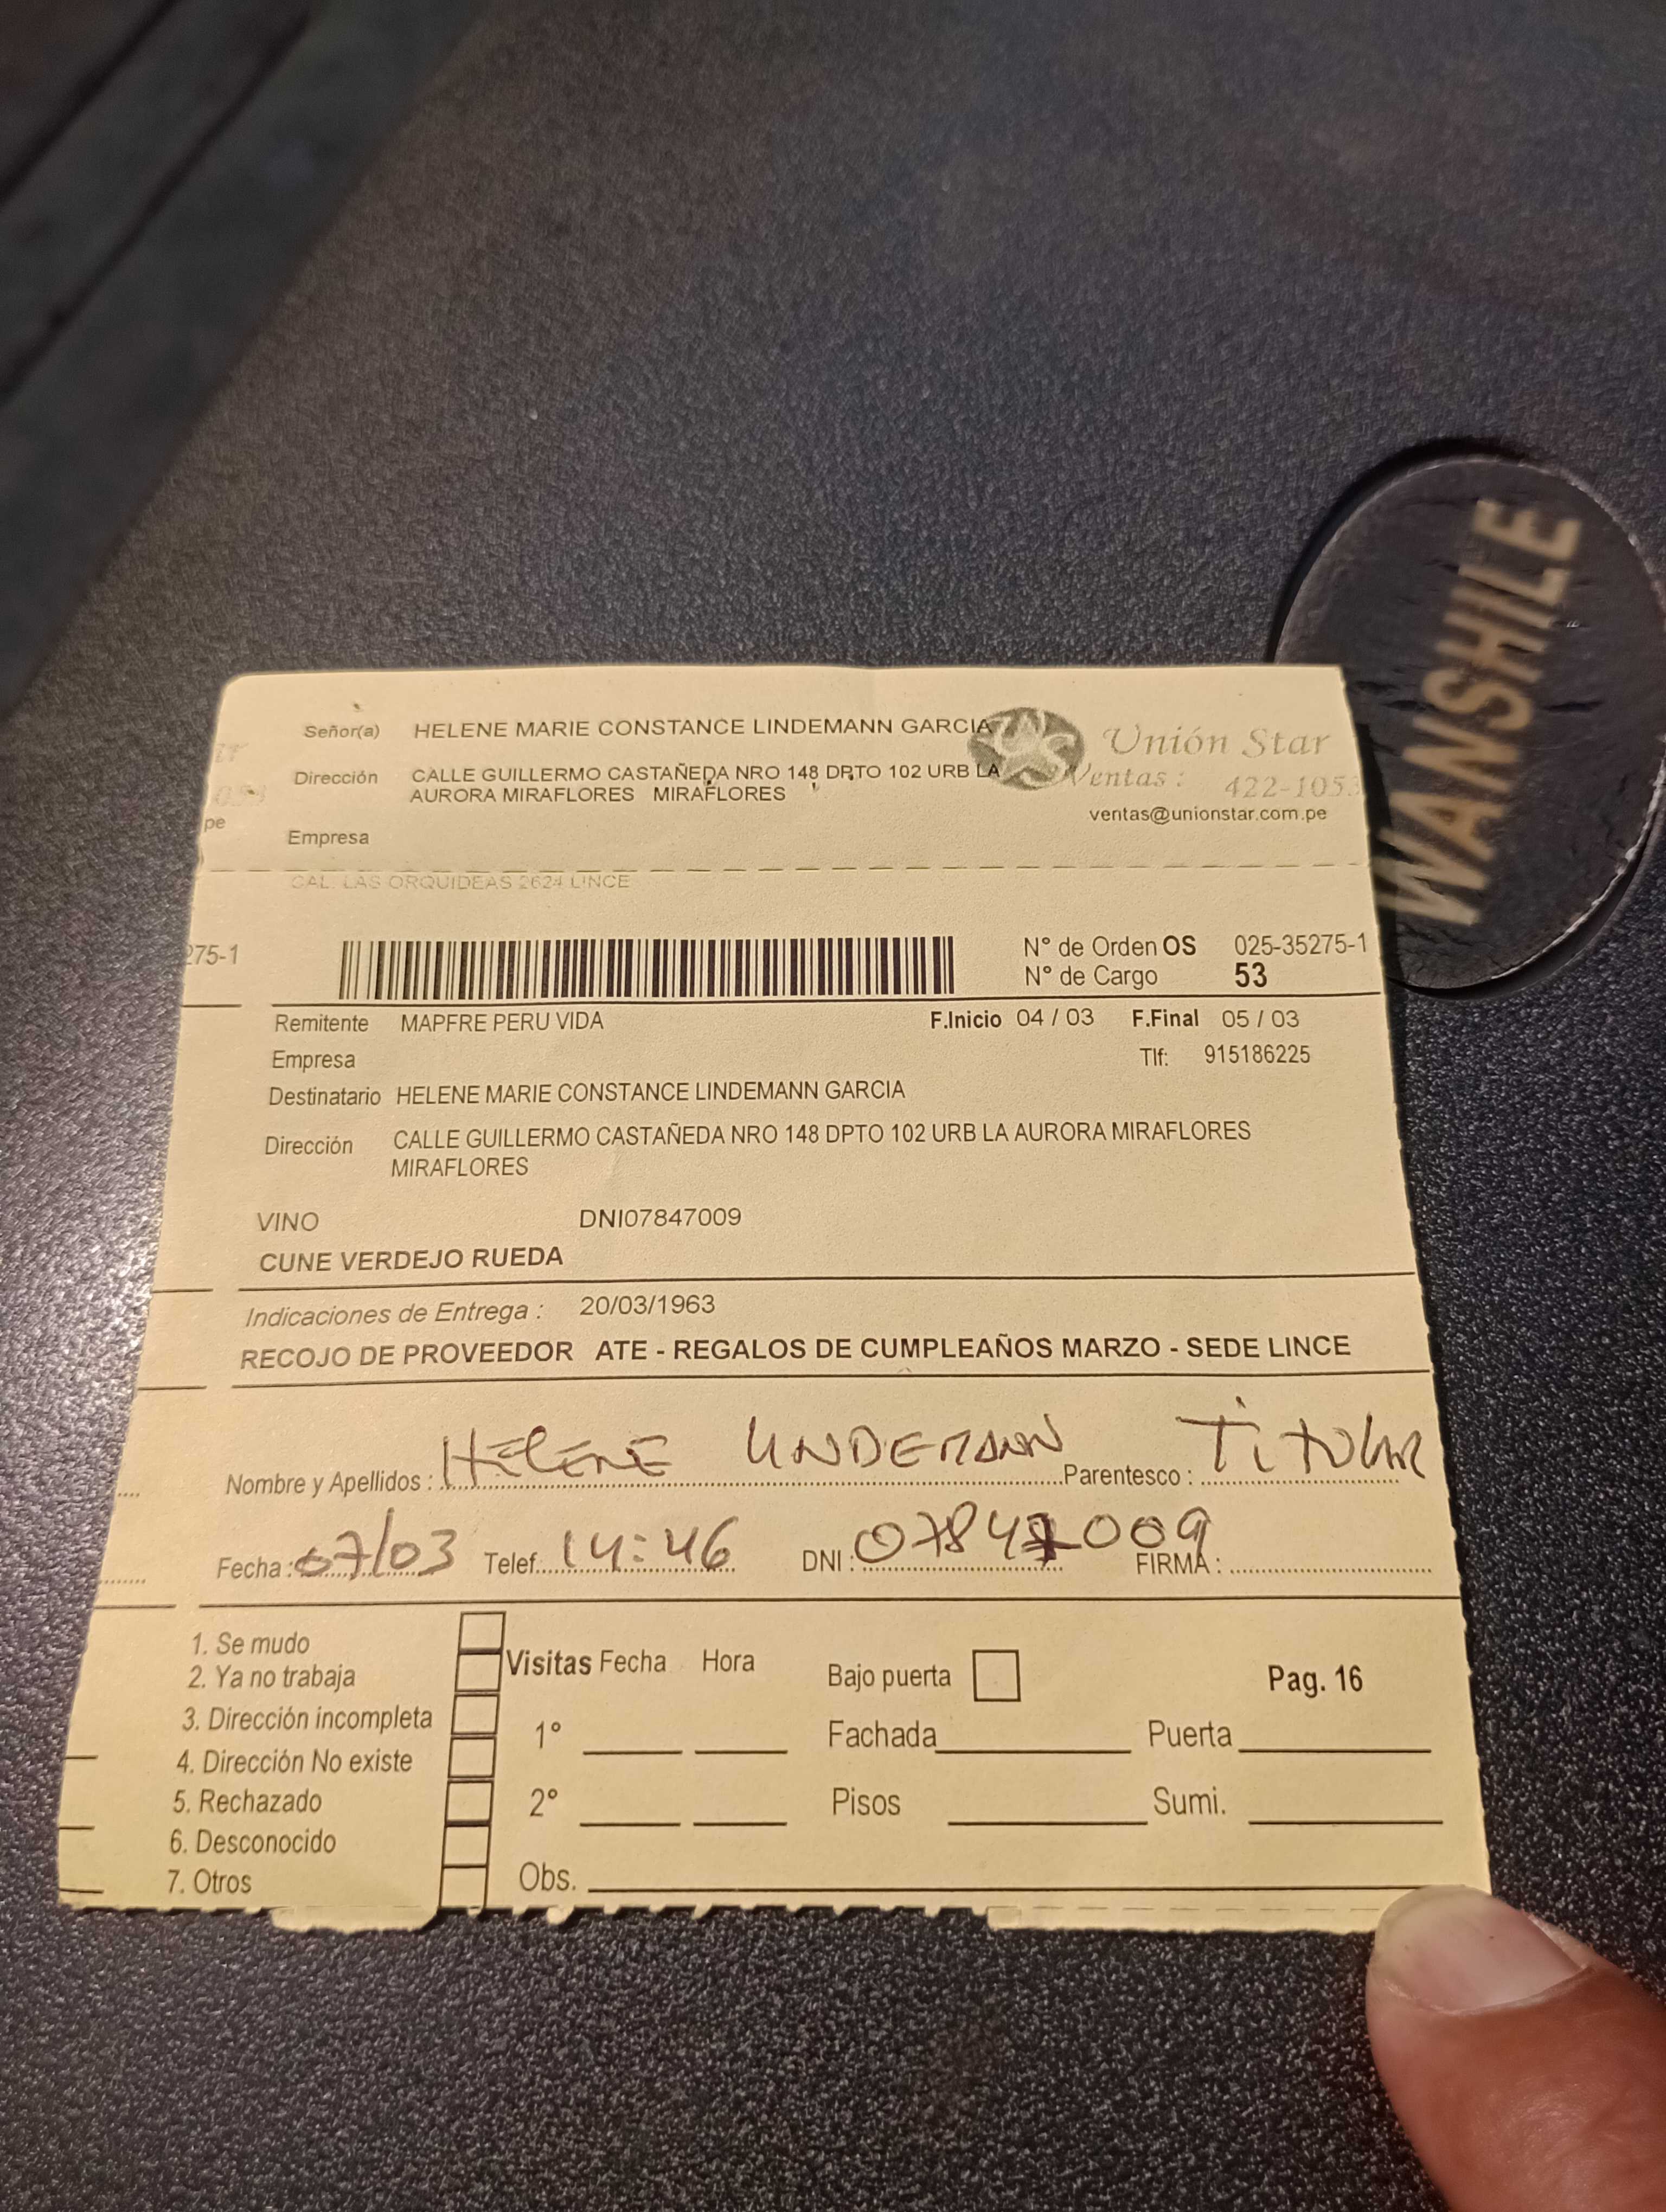 Señor(a) HELENE MARIE CONSTANCE LINDEMANN GARCIA
Unión Star
Dirección CALLE GUILLERMO CASTAÑEDA NRO 148 DPTO 102 URB LA
AURORA MIRAFLORES MIRAFLORES
Ventas : 422-1053
ventas@unionstar.com.pe
pe
Empresa
CAL. LAS ORQUIDEAS 2624 LINCE
275-1
N° de Orden OS 025-35275-1
N° de Cargo 53
Remitente MAPFRE PERU VIDA F.Inicio 04 / 03 F.Final 05 / 03
Empresa Tlf: 915186225
Destinatario HELENE MARIE CONSTANCE LINDEMANN GARCIA
Dirección CALLE GUILLERMO CASTAÑEDA NRO 148 DPTO 102 URB LA AURORA MIRAFLORES
MIRAFLORES
VINO DNI07847009
CUNE VERDEJO RUEDA
Indicaciones de Entrega : 20/03/1963
RECOJO DE PROVEEDOR ATE - REGALOS DE CUMPLEAÑOS MARZO - SEDE LINCE
Nombre y Apellidos : HELENE LINDEMANN Parentesco : TITULAR
Fecha : 07/03 Telef. 14:46 DNI : 07847009 FIRMA :
1. Se mudo
2. Ya no trabaja
3. Dirección incompleta
4. Dirección No existe
5. Rechazado
6. Desconocido
7. Otros
Visitas Fecha Hora
1°
2°
Obs.
Bajo puerta Pag. 16
Fachada Puerta
Pisos Sumi.
WANSHILE